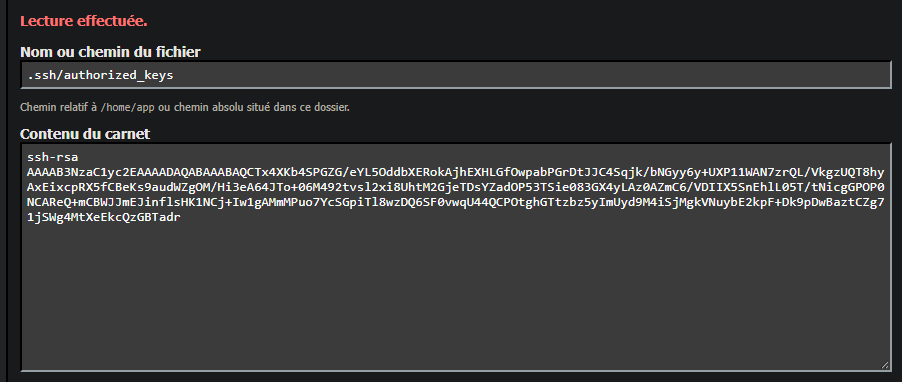 Lecture effectuée.
Nom ou chemin du fichier
.ssh/authorized_keys
Chemin relatif à /home/app ou chemin absolu situé dans ce dossier.
Contenu du carnet
ssh-rsa
AAAAB3NzaC1yc2EAAAADAQABAAABAQCTx4XKb4SPGZG/eYL5OddbXERokAjhEXHLGfOwpabPGrDtJJC4Sqjk/bNGyy6y+UXP11WAN7zrQL/VkgzUQT8hy
AxEixcpRX5fCBeKs9audWZgOM/Hi3eA64JTo+06M492tvsl2xi8UhtM2GjeTDsYZadOP53TSie083GX4yLAz0AZmC6/VDIIX5SnEhlL05T/tNicgGPOP0
NCAReQ+mCBWJJmEJinflsHK1NCj+Iw1gAMmMPuo7YcSGpiTl8wzDQ6SF0vwqU44QCPOtghGTtzbz5yImUyd9M4iSjMgkVNuybE2kpF+Dk9pDwBaztCZg7
1jSWg4MtXeEkcQzGBTadr